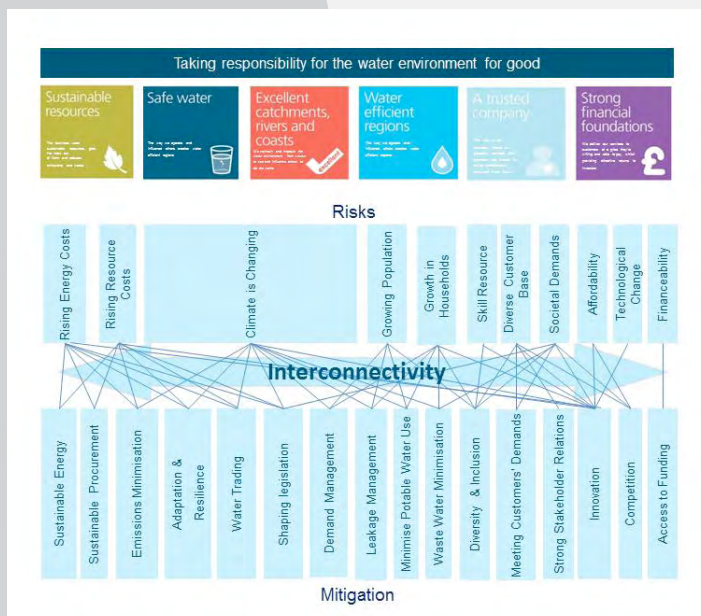 Taking responsibility for the water environment for good
Sustainable
resources
Safe water
Excellent
catchments,
rivers and
coasts
Water
efficient
regions
A trusted
company
Strong
financial
foundations
£
Risks
Rising Energy Costs
Rising Resource
Costs
Climate is Changing
Growing Population
Growth in
Households
Skill Resource
Diverse Customer
Base
Societal Demands
Affordability
Technological
Change
Financeability
Interconnectivity
Sustainable Energy
Sustainable Procurement
Emissions Minimisation
Adaptation &
Resilience
Water Trading
Shaping legislation
Demand Management
Leakage Management
Minimise Potable Water Use
Waste Water Minimisation
Diversity & Inclusion
Meeting Customers' Demands
Strong Stakeholder Relations
Innovation
Competition
Access to Funding
Mitigation